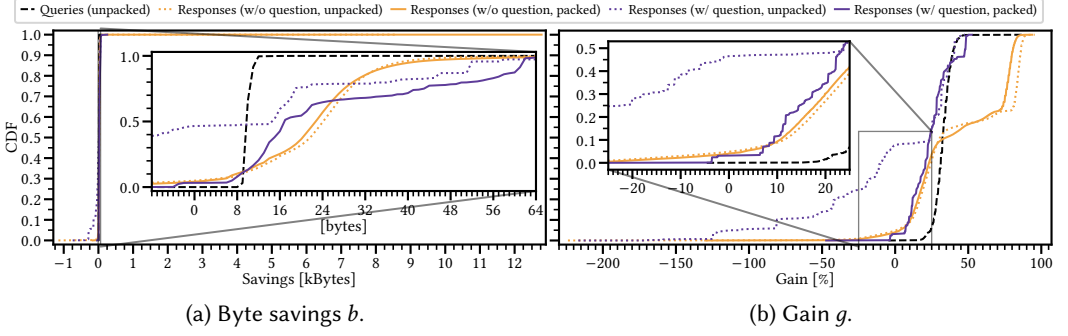 Queries (unpacked) Responses (w/o question, unpacked) Responses (w/o question, packed) Responses (w/ question, unpacked) Responses (w/ question, packed)
CDF
1.0
0.9
0.8
0.7
0.6
0.5
0.4
0.3
0.2
0.1
0.0
1.0
0.5
0.0
0 8 16 24 32 40 48 56 64
[bytes]
−1 0 1 2 3 4 5 6 7 8 9 10 11 12
Savings [kBytes]
(a) Byte savings b.
0.5
0.4
0.3
0.2
0.1
0.0
−20 −10 0 10 20
−200 −150 −100 −50 0 50 100
Gain [%]
(b) Gain g.